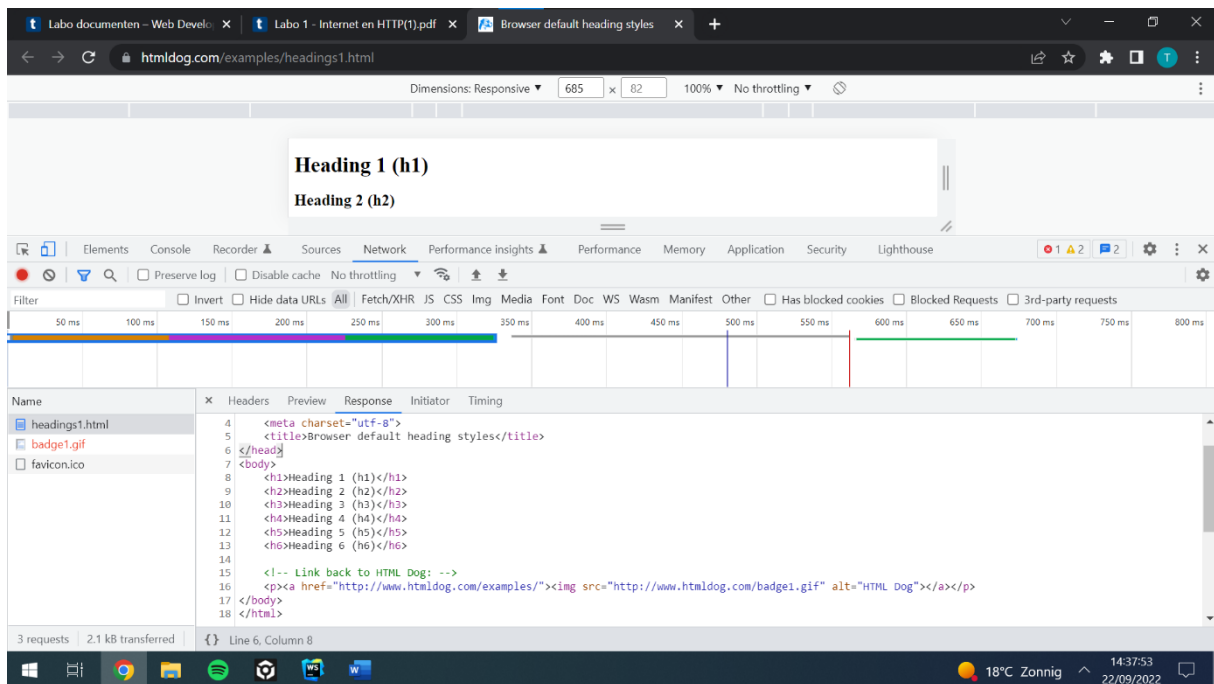 Labo documenten – Web Develo
Labo 1 - Internet en HTTP(1).pdf
Browser default heading styles
htmldog.com/examples/headings1.html
T
Dimensions: Responsive ▼ 685 × 82 100% ▼ No throttling ▼
Heading 1 (h1)
Heading 2 (h2)
Elements Console Recorder Sources Network Performance insights Performance Memory Application Security Lighthouse 1 2 2
Preserve log Disable cache No throttling ▼
Filter Invert Hide data URLs All Fetch/XHR JS CSS Img Media Font Doc WS Wasm Manifest Other Has blocked cookies Blocked Requests 3rd-party requests
50 ms 100 ms 150 ms 200 ms 250 ms 300 ms 350 ms 400 ms 450 ms 500 ms 550 ms 600 ms 650 ms 700 ms 750 ms 800 ms
Name
headings1.html
badge1.gif
favicon.ico
× Headers Preview Response Initiator Timing
4 <meta charset="utf-8">
5 <title>Browser default heading styles</title>
6 </head>
7 <body>
8 <h1>Heading 1 (h1)</h1>
9 <h2>Heading 2 (h2)</h2>
10 <h3>Heading 3 (h3)</h3>
11 <h4>Heading 4 (h4)</h4>
12 <h5>Heading 5 (h5)</h5>
13 <h6>Heading 6 (h6)</h6>
14
15 <!-- Link back to HTML Dog: -->
16 <p><a href="http://www.htmldog.com/examples/"><img src="http://www.htmldog.com/badge1.gif" alt="HTML Dog"></a></p>
17 </body>
18 </html>
3 requests 2.1 kB transferred
{} Line 6, Column 8
WS
W
18°C Zonnig
14:37:53
22/09/2022